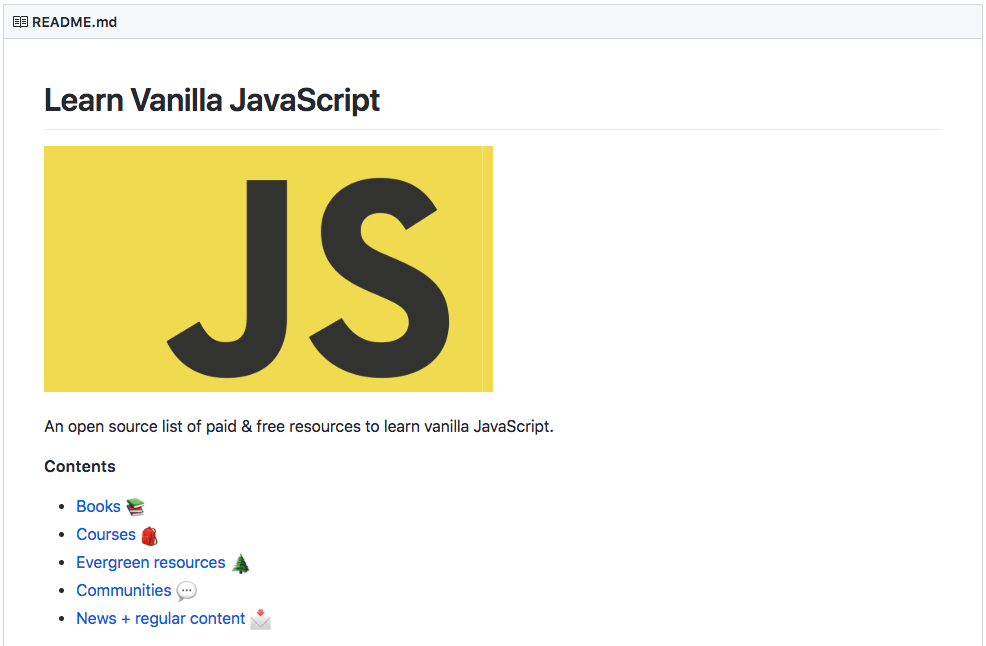 README.md
Learn Vanilla JavaScript
JS
An open source list of paid & free resources to learn vanilla JavaScript.
Contents
Books 📚
Courses 🎒
Evergreen resources 🌲
Communities 💬
News + regular content 📩